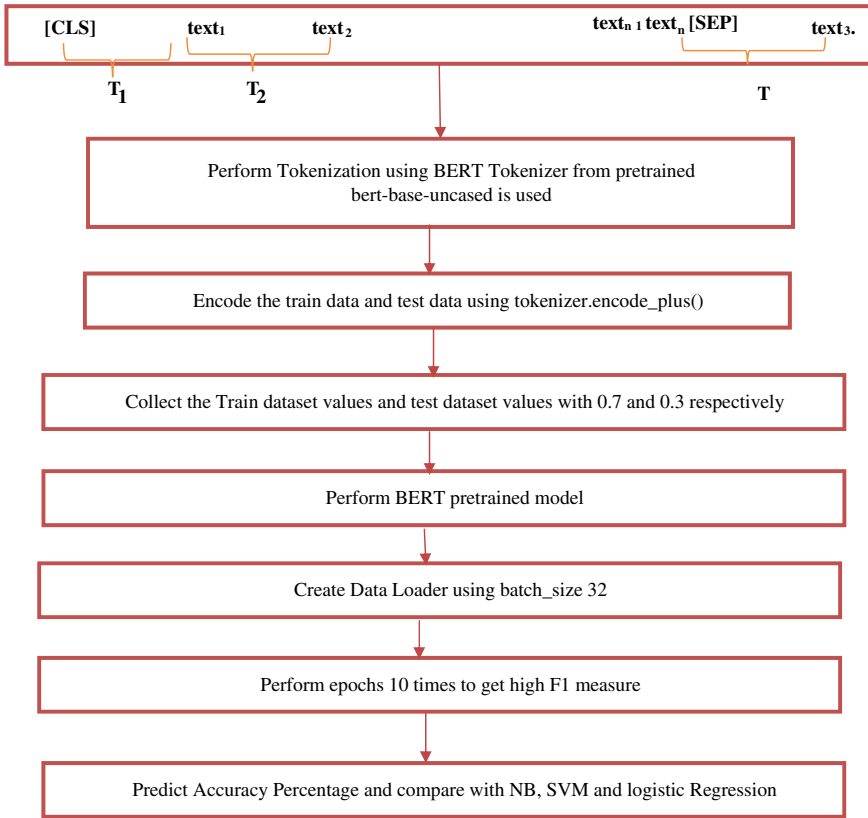 [CLS] text₁ text₂ textₙ ₁ textₙ [SEP] text₃.
T₁ T₂ T
Perform Tokenization using BERT Tokenizer from pretrained
bert-base-uncased is used
Encode the train data and test data using tokenizer.encode_plus()
Collect the Train dataset values and test dataset values with 0.7 and 0.3 respectively
Perform BERT pretrained model
Create Data Loader using batch_size 32
Perform epochs 10 times to get high F1 measure
Predict Accuracy Percentage and compare with NB, SVM and logistic Regression